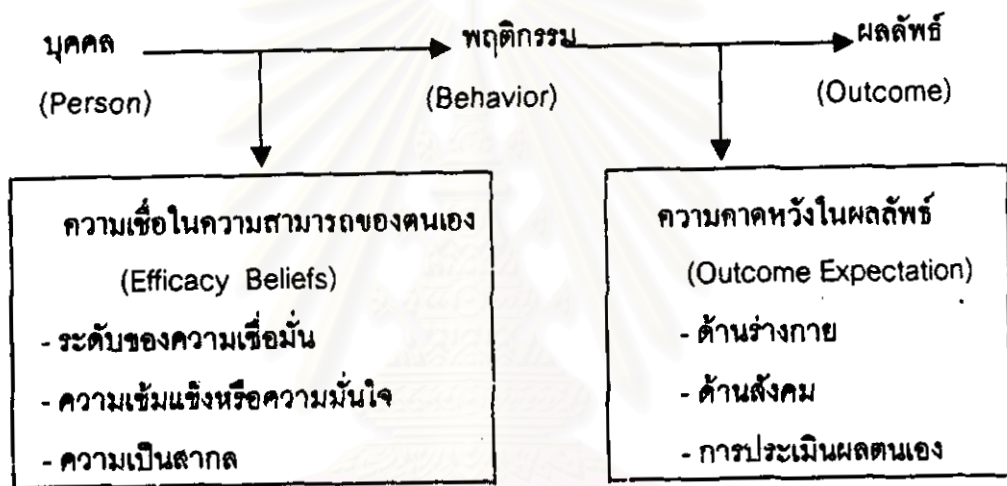 บุคคล พฤติกรรม ผลลัพธ์
(Person) (Behavior) (Outcome)
ความเชื่อในความสามารถของตนเอง
(Efficacy Beliefs)
- ระดับของความเชื่อมั่น
- ความเข้มแข็งหรือความมั่นใจ
- ความเป็นสากล
ความคาดหวังในผลลัพธ์
(Outcome Expectation)
- ด้านร่างกาย
- ด้านสังคม
- การประเมินผลตนเอง